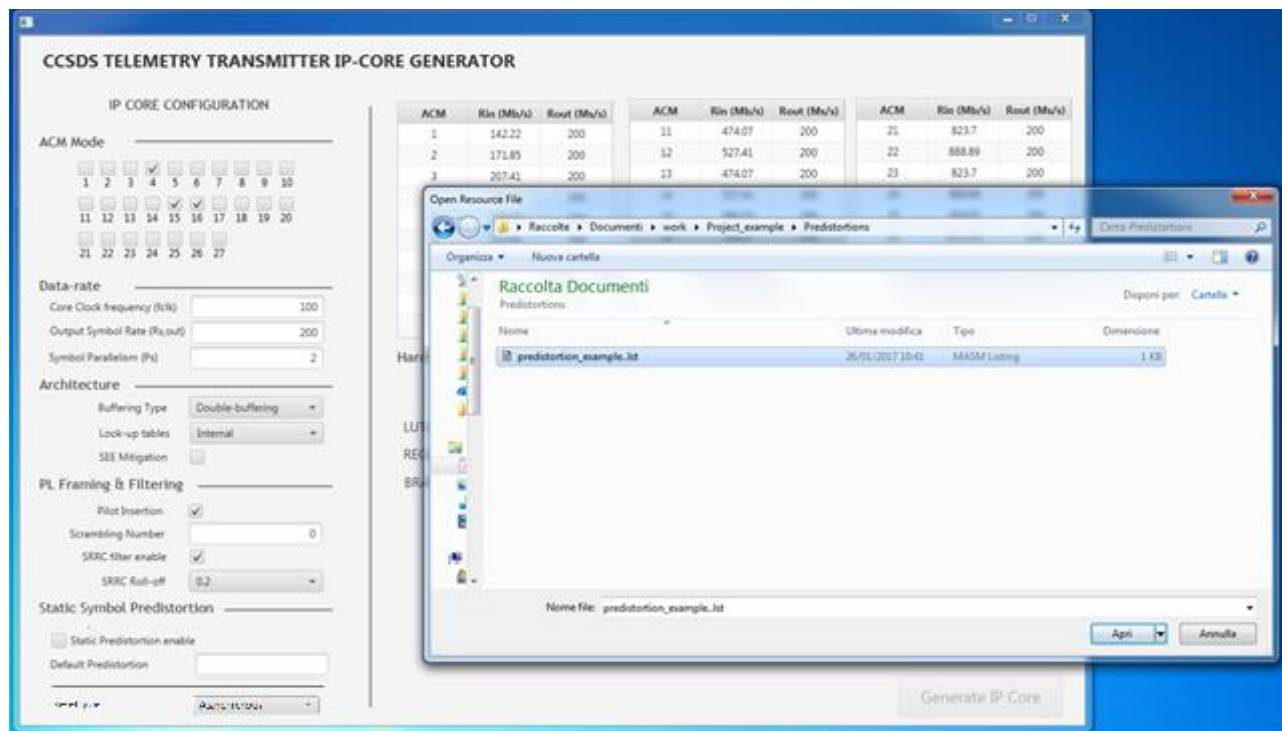 CCSDS TELEMETRY TRANSMITTER IP-CORE GENERATOR
IP CORE CONFIGURATION
ACM Mode
1 2 3 4 5 6 7 8 9 10
11 12 13 14 15 16 17 18 19 20
21 22 23 24 25 26 27
Data-rate
Core Clock frequency (fclk) 100
Output Symbol Rate (Rs,out) 200
Symbol Parallelism (Ps) 2
Architecture
Buffering Type Double-buffering
Look-up tables Internal
SEE Mitigation
PL Framing & Filtering
Pilot Insertion
Scrambling Number 0
SRRC filter enable
SRRC Roll-off 0.2
Static Symbol Predistortion
Static Predistortion enable
Default Predistortion
ACM Rin (Mb/s) Rout (Ms/s) ACM Rin (Mb/s) Rout (Ms/s) ACM Rin (Mb/s) Rout (Ms/s)
1 142.22 200 11 474.07 200 21 823.7 200
2 171.85 200 12 527.41 200 22 888.89 200
3 207.41 200 13 474.07 200 23 823.7 200
Har
LUT
RE
BR
Open Resource File
Raccolte Documenti work Project_example Predistortions
Cerca Predistortions
Organizza Nuova cartella
Raccolta Documenti
Predistortions
Disponi per: Cartella
Nome Ultima modifica Tipo Dimensione
predistortion_example.lst 26/01/2017 10:41 MASM Listing 1 KB
Nome file: predistortion_example.lst
Apri Annulla
Generate IP Core